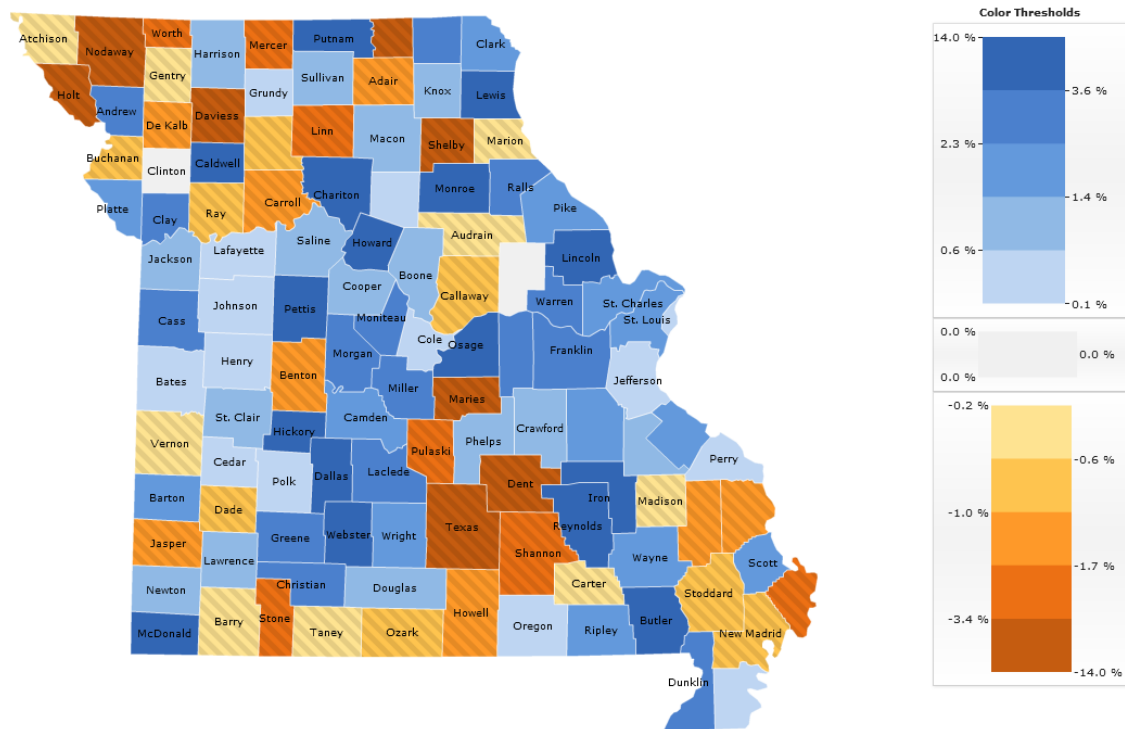 Color Thresholds
14.0 %
3.6 %
2.3 %
1.4 %
0.6 %
0.1 %
0.0 %
0.0 %
0.0 %
-0.2 %
-0.6 %
-1.0 %
-1.7 %
-3.4 %
-14.0 %
Atchison
Nodaway
Worth
Harrison
Mercer
Putnam
Clark
Gentry
Sullivan
Adair
Knox
Lewis
Holt
Andrew
Grundy
De Kalb
Daviess
Linn
Macon
Shelby
Marion
Buchanan
Clinton
Caldwell
Chariton
Monroe
Ralls
Platte
Clay
Ray
Carroll
Pike
Audrain
Lafayette
Saline
Howard
Jackson
Boone
Lincoln
Cooper
Callaway
Johnson
Pettis
Warren
St. Charles
Cass
Moniteau
St. Louis
Cole
Osage
Morgan
Franklin
Henry
Benton
Bates
Miller
Jefferson
Maries
St. Clair
Camden
Hickory
Crawford
Vernon
Phelps
Pulaski
Perry
Cedar
Polk
Dallas
Laclede
Dent
Barton
Iron
Madison
Dade
Texas
Reynolds
Jasper
Greene
Webster
Wright
Shannon
Lawrence
Wayne
Scott
Newton
Christian
Douglas
Carter
Stoddard
Barry
Stone
Howell
McDonald
Taney
Ozark
Oregon
Ripley
Butler
New Madrid
Dunklin